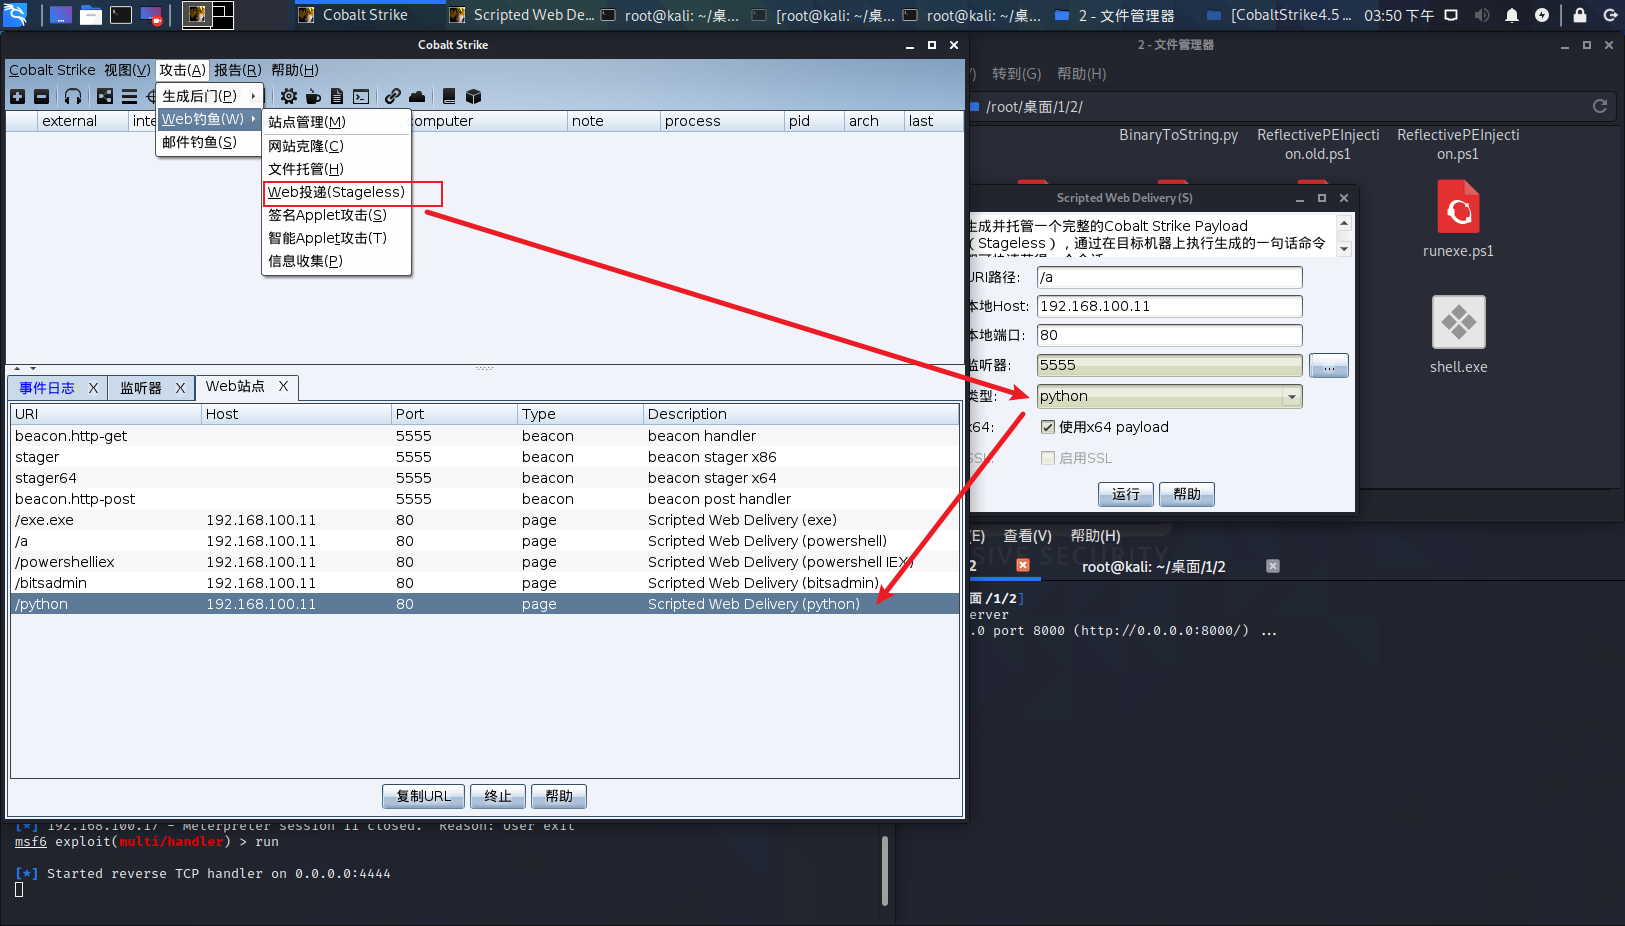 Cobalt Strike
Scripted Web De...
root@kali: ~/桌...
[root@kali: ~/桌...
root@kali: ~/桌...
2 - 文件管理器
[CobaltStrike4.5 ...
03:50 下午
Cobalt Strike
Cobalt Strike 视图(V) 攻击(A) 报告(R) 帮助(H)
生成后门(P)
Web钓鱼(W)
邮件钓鱼(S)
站点管理(M)
网站克隆(C)
文件托管(H)
Web投递(Stageless)
签名Applet攻击(S)
智能Applet攻击(T)
信息收集(P)
external inte omputer note process pid arch last
事件日志 X 监听器 X Web站点 X
URI Host Port Type Description
beacon.http-get 5555 beacon beacon handler
stager 5555 beacon beacon stager x86
stager64 5555 beacon beacon stager x64
beacon.http-post 5555 beacon beacon post handler
/exe.exe 192.168.100.11 80 page Scripted Web Delivery (exe)
/a 192.168.100.11 80 page Scripted Web Delivery (powershell)
/powershelliex 192.168.100.11 80 page Scripted Web Delivery (powershell IEX)
/bitsadmin 192.168.100.11 80 page Scripted Web Delivery (bitsadmin)
/python 192.168.100.11 80 page Scripted Web Delivery (python)
复制URL 终止 帮助
[*] 192.168.100.17 - Meterpreter session 11 closed. Reason: User exit
msf6 exploit(multi/handler) > run
[*] Started reverse TCP handler on 0.0.0.0:4444
2 - 文件管理器
) 转到(G) 帮助(H)
/root/桌面/1/2/
BinaryToString.py
ReflectivePEInjecti
on.old.ps1
ReflectivePEInjecti
on.ps1
runexe.ps1
shell.exe
Scripted Web Delivery (S)
生成并托管一个完整的Cobalt Strike Payload
( Stageless ) , 通过在目标机器上执行生成的一句话命令
URI路径: /a
本地Host: 192.168.100.11
本地端口: 80
监听器: 5555 ...
类型: python
x64: 使用x64 payload
SSL: 启用SSL
运行 帮助
(E) 查看(V) 帮助(H)
SIVE SECURITY
2
root@kali: ~/桌面/1/2
面/1/2]
erver
.0 port 8000 (http://0.0.0.0:8000/) ...